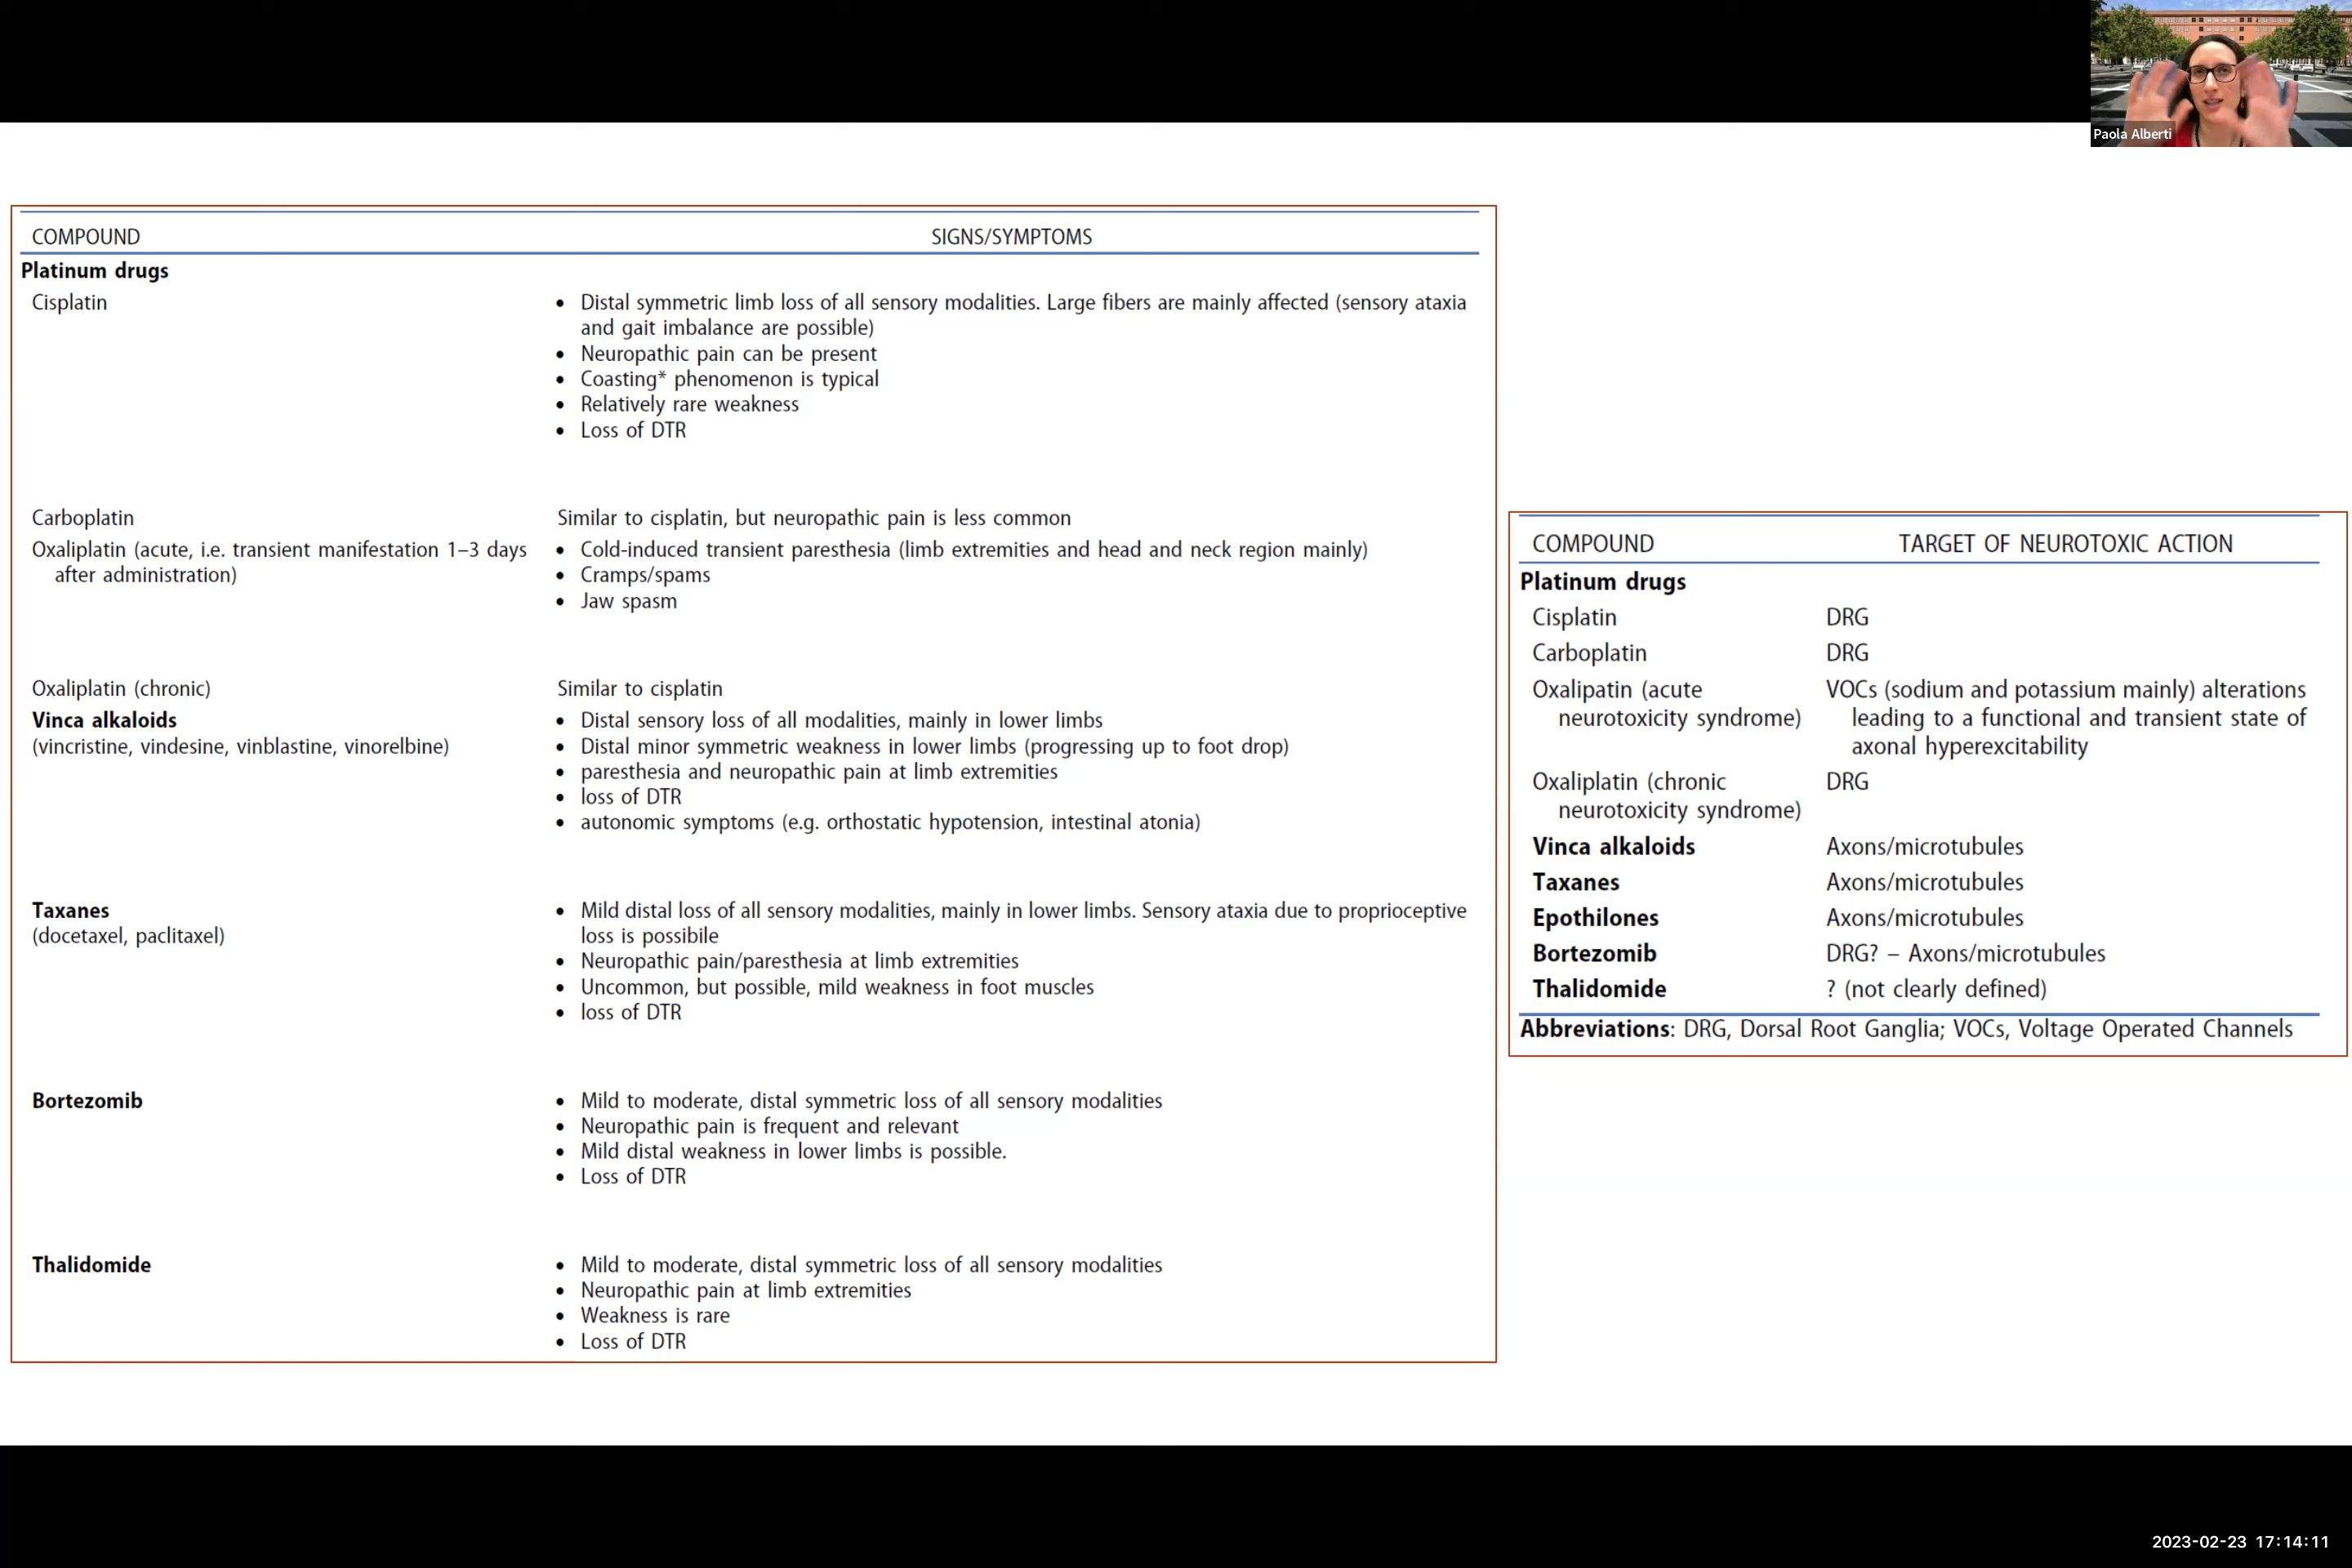 Paola Alberti
COMPOUND SIGNS/SYMPTOMS
Platinum drugs
Cisplatin
• Distal symmetric limb loss of all sensory modalities. Large fibers are mainly affected (sensory ataxia
and gait imbalance are possible)
• Neuropathic pain can be present
• Coasting* phenomenon is typical
• Relatively rare weakness
• Loss of DTR
Carboplatin
Similar to cisplatin, but neuropathic pain is less common
Oxaliplatin (acute, i.e. transient manifestation 1–3 days
after administration)
• Cold-induced transient paresthesia (limb extremities and head and neck region mainly)
• Cramps/spams
• Jaw spasm
Oxaliplatin (chronic)
Similar to cisplatin
Vinca alkaloids
(vincristine, vindesine, vinblastine, vinorelbine)
• Distal sensory loss of all modalities, mainly in lower limbs
• Distal minor symmetric weakness in lower limbs (progressing up to foot drop)
• paresthesia and neuropathic pain at limb extremities
• loss of DTR
• autonomic symptoms (e.g. orthostatic hypotension, intestinal atonia)
Taxanes
(docetaxel, paclitaxel)
• Mild distal loss of all sensory modalities, mainly in lower limbs. Sensory ataxia due to proprioceptive
loss is possibile
• Neuropathic pain/paresthesia at limb extremities
• Uncommon, but possible, mild weakness in foot muscles
• loss of DTR
Bortezomib
• Mild to moderate, distal symmetric loss of all sensory modalities
• Neuropathic pain is frequent and relevant
• Mild distal weakness in lower limbs is possible.
• Loss of DTR
Thalidomide
• Mild to moderate, distal symmetric loss of all sensory modalities
• Neuropathic pain at limb extremities
• Weakness is rare
• Loss of DTR
COMPOUND TARGET OF NEUROTOXIC ACTION
Platinum drugs
Cisplatin DRG
Carboplatin DRG
Oxalipatin (acute
neurotoxicity syndrome)
VOCs (sodium and potassium mainly) alterations
leading to a functional and transient state of
axonal hyperexcitability
Oxaliplatin (chronic
neurotoxicity syndrome)
DRG
Vinca alkaloids Axons/microtubules
Taxanes Axons/microtubules
Epothilones Axons/microtubules
Bortezomib DRG? – Axons/microtubules
Thalidomide ? (not clearly defined)
Abbreviations: DRG, Dorsal Root Ganglia; VOCs, Voltage Operated Channels
2023-02-23 17:14:11